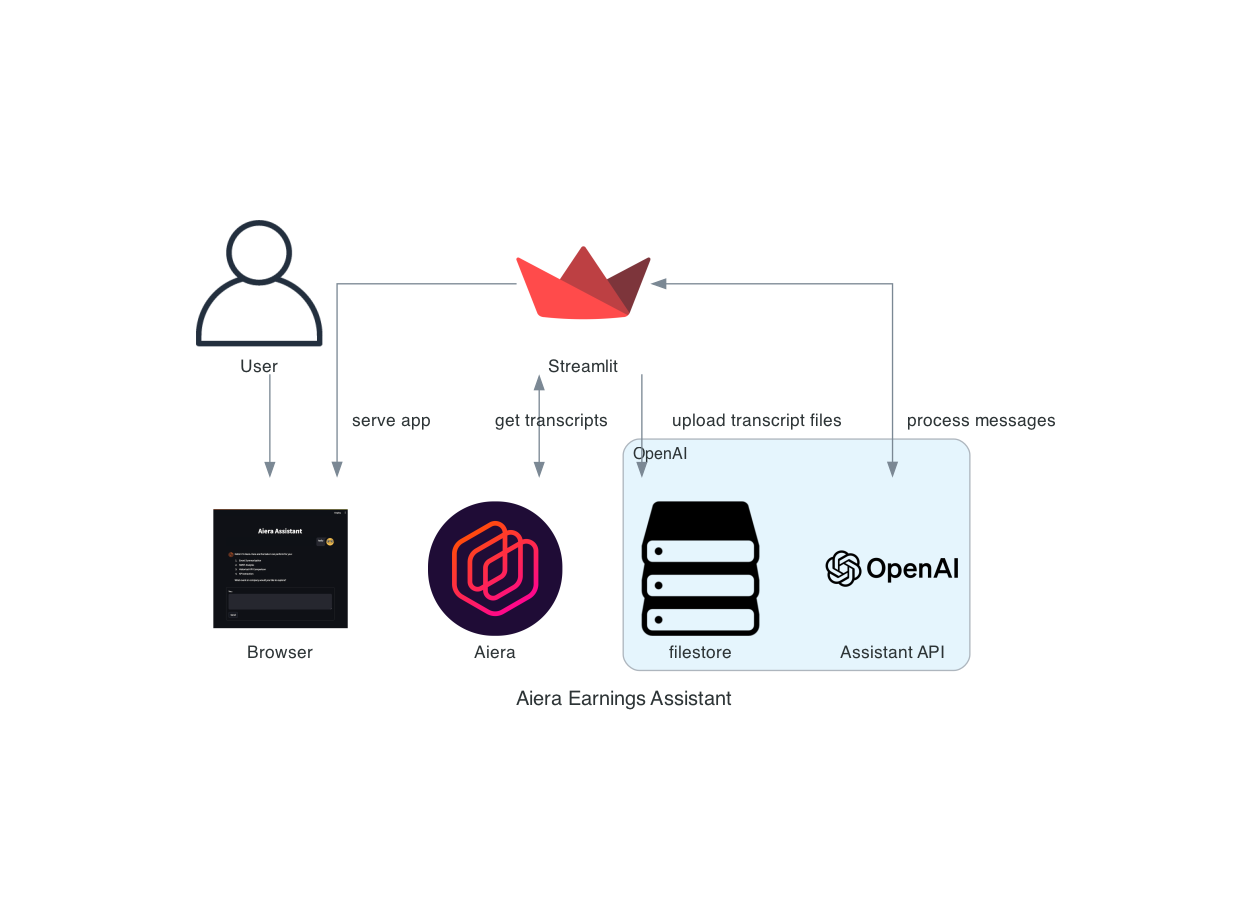 User
Streamlit
serve app
get transcripts
upload transcript files
process messages
OpenAI
Aiera Assistant
OpenAI
Browser
Aiera
filestore
Assistant API
Aiera Earnings Assistant